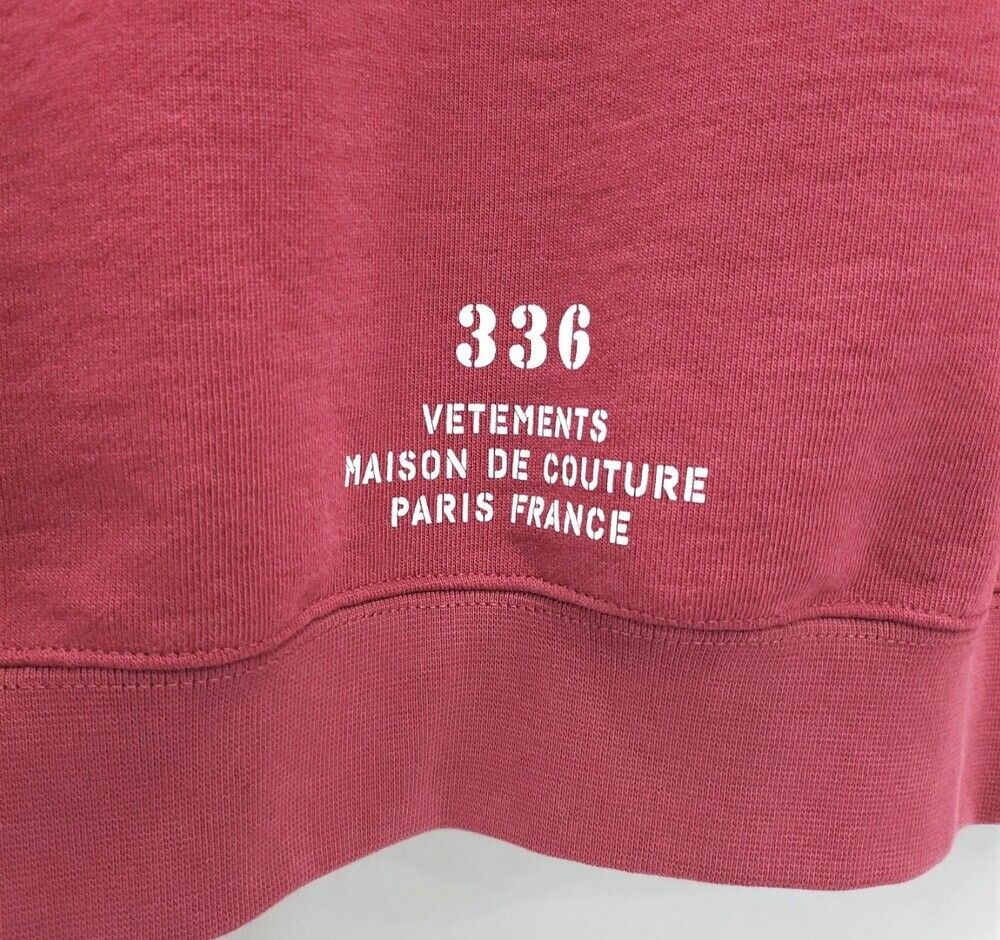 336
VETEMENTS
MAISON DE COUTURE
PARIS FRANCE